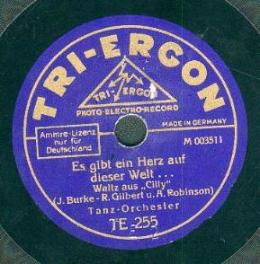 TRI-ERGON
TRI-ERGON
PHOTO-ELECTRO-RECORD
MADE IN GERMANY
Ammre-Lizenz
nur für
Deutschland
M 003511
Es gibt ein Herz auf
dieser Welt ...
Waltz aus „Cilly"
(J. Burke - R. Gilbert u. A. Robinson)
Tanz-Orchester
TE 255